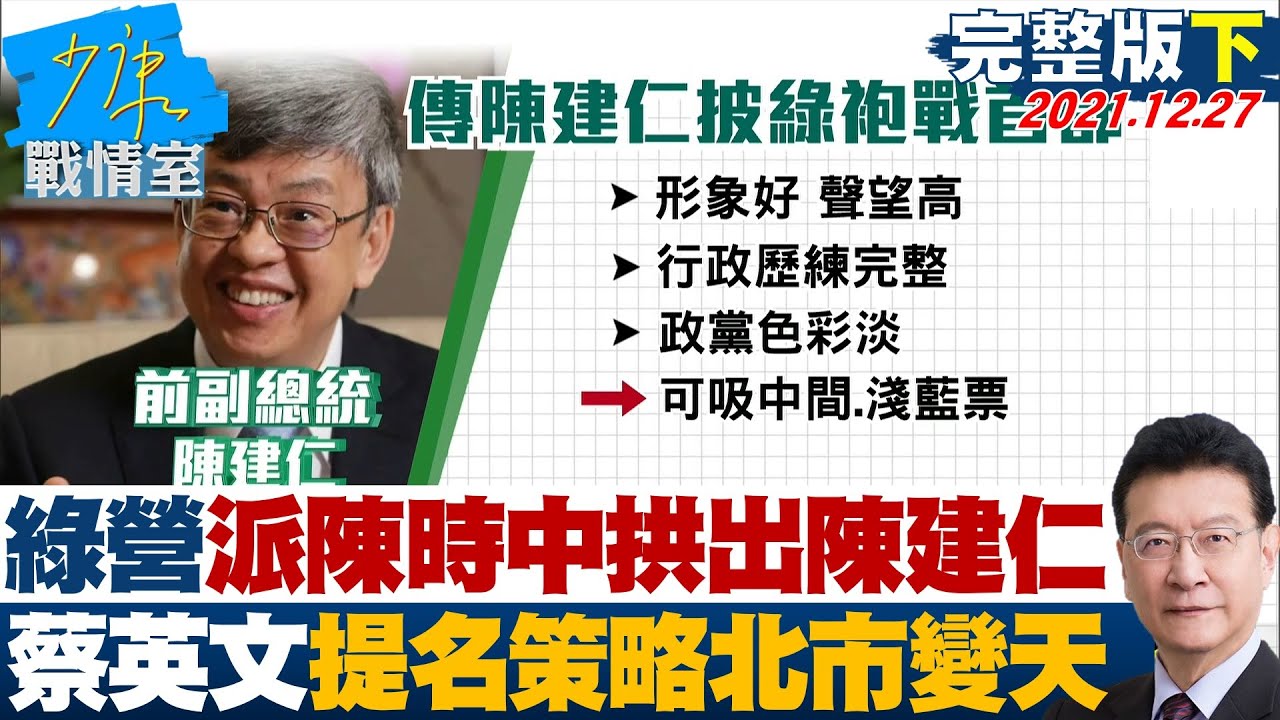 少康
戰情室
完整版下
2021.12.27
傳陳建仁披綠袍戰首都
➤ 形象好 聲望高
➤ 行政歷練完整
➤ 政黨色彩淡
➡ 可吸中間.淺藍票
前副總統
陳建仁
綠營派陳時中拱出陳建仁
蔡英文提名策略北市變天